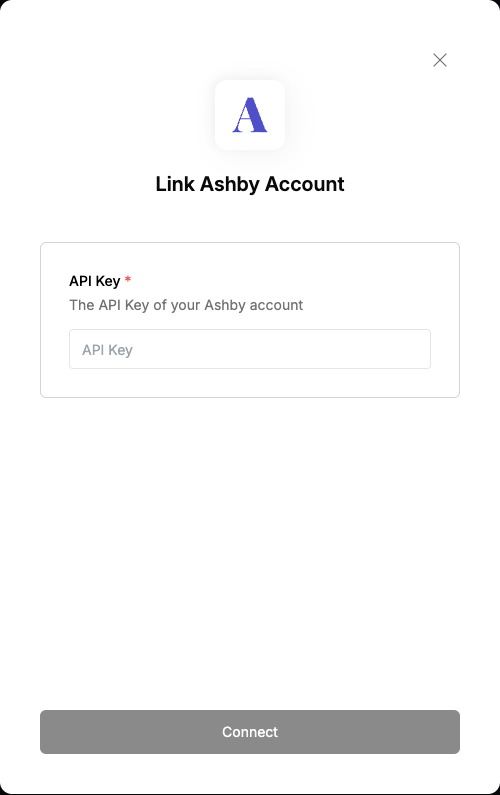 A
Link Ashby Account
API Key *
The API Key of your Ashby account
API Key
Connect